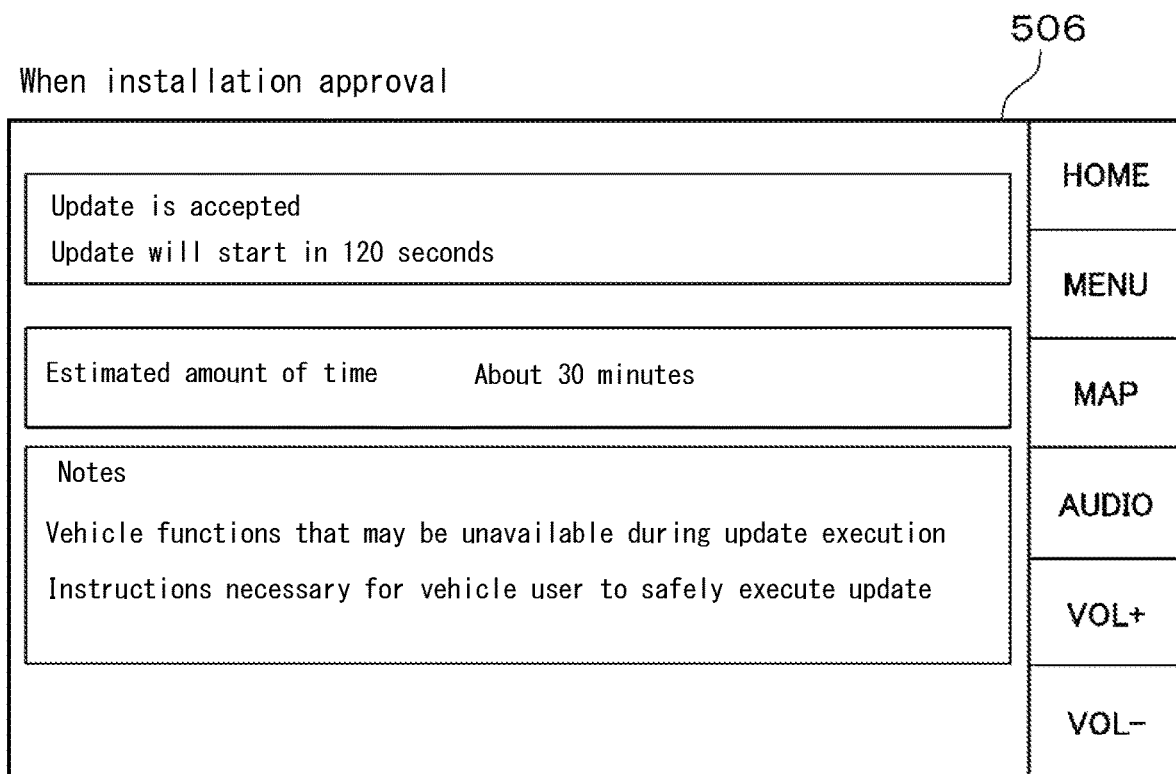 506
When installation approval
Update is accepted
Update will start in 120 seconds
Estimated amount of time About 30 minutes
Notes
Vehicle functions that may be unavailable during update execution
Instructions necessary for vehicle user to safely execute update
HOME
MENU
MAP
AUDIO
VOL+
VOL-